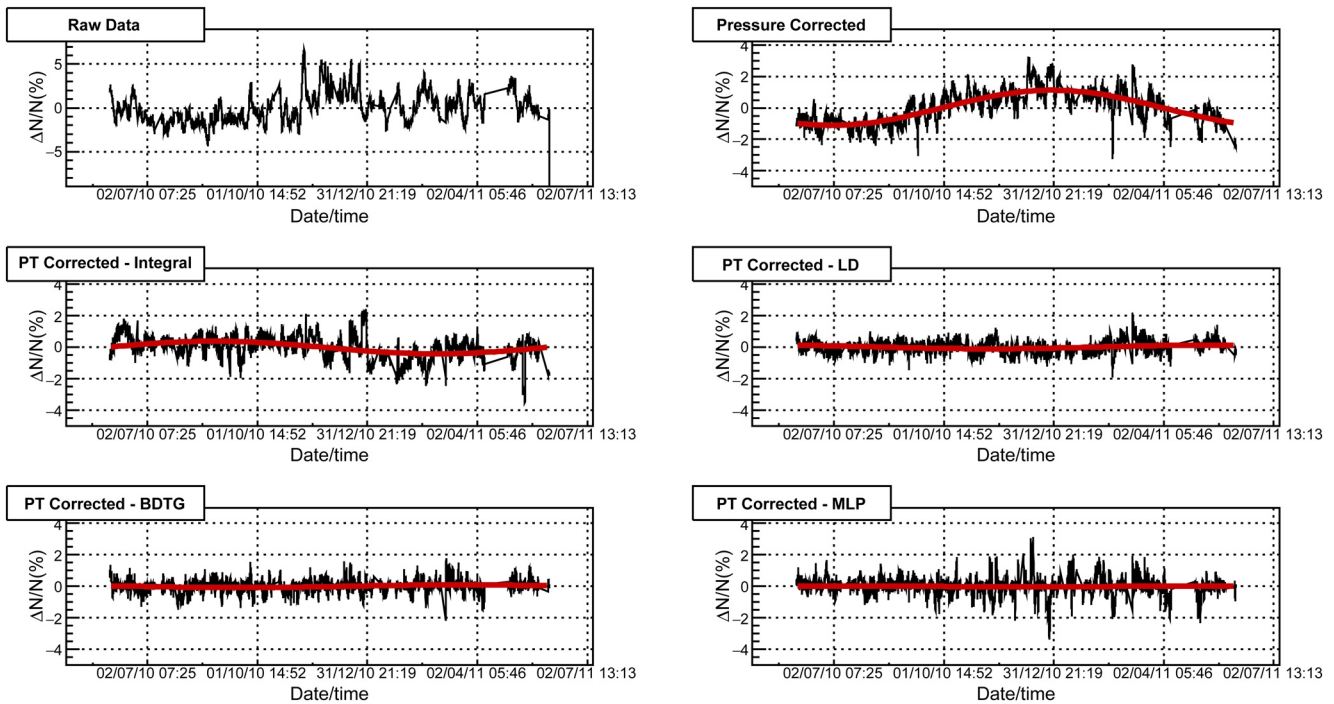 Raw Data
ΔN/N(%)
5
0
−5
02/07/10 07:25 01/10/10 14:52 31/12/10 21:19 02/04/11 05:46 02/07/11 13:13
Date/time
Pressure Corrected
ΔN/N(%)
4
2
0
−2
−4
02/07/10 07:25 01/10/10 14:52 31/12/10 21:19 02/04/11 05:46 02/07/11 13:13
Date/time
PT Corrected - Integral
ΔN/N(%)
4
2
0
−2
−4
02/07/10 07:25 01/10/10 14:52 31/12/10 21:19 02/04/11 05:46 02/07/11 13:13
Date/time
PT Corrected - LD
ΔN/N(%)
4
2
0
−2
−4
02/07/10 07:25 01/10/10 14:52 31/12/10 21:19 02/04/11 05:46 02/07/11 13:13
Date/time
PT Corrected - BDTG
ΔN/N(%)
4
2
0
−2
−4
02/07/10 07:25 01/10/10 14:52 31/12/10 21:19 02/04/11 05:46 02/07/11 13:13
Date/time
PT Corrected - MLP
ΔN/N(%)
4
2
0
−2
−4
02/07/10 07:25 01/10/10 14:52 31/12/10 21:19 02/04/11 05:46 02/07/11 13:13
Date/time